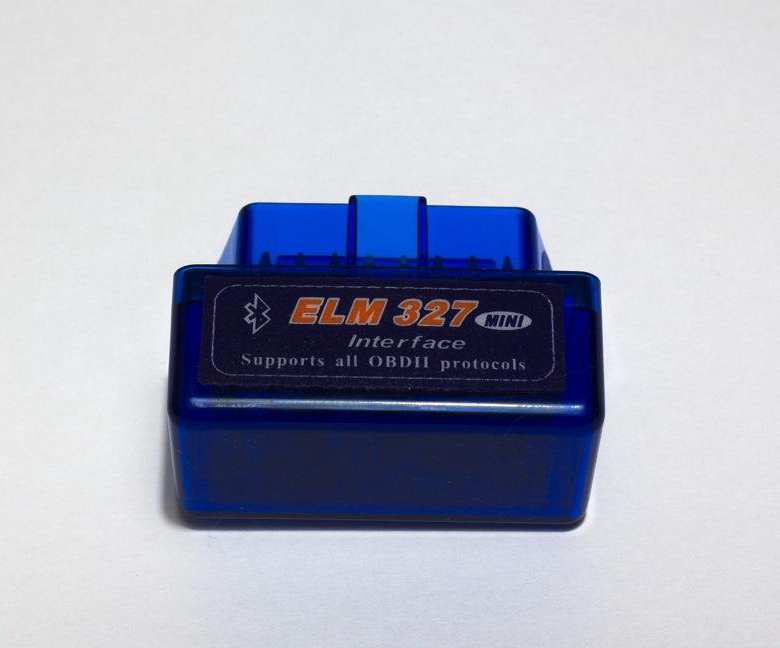 ELM 327 MINI
Interface
Supports all OBDII protocols